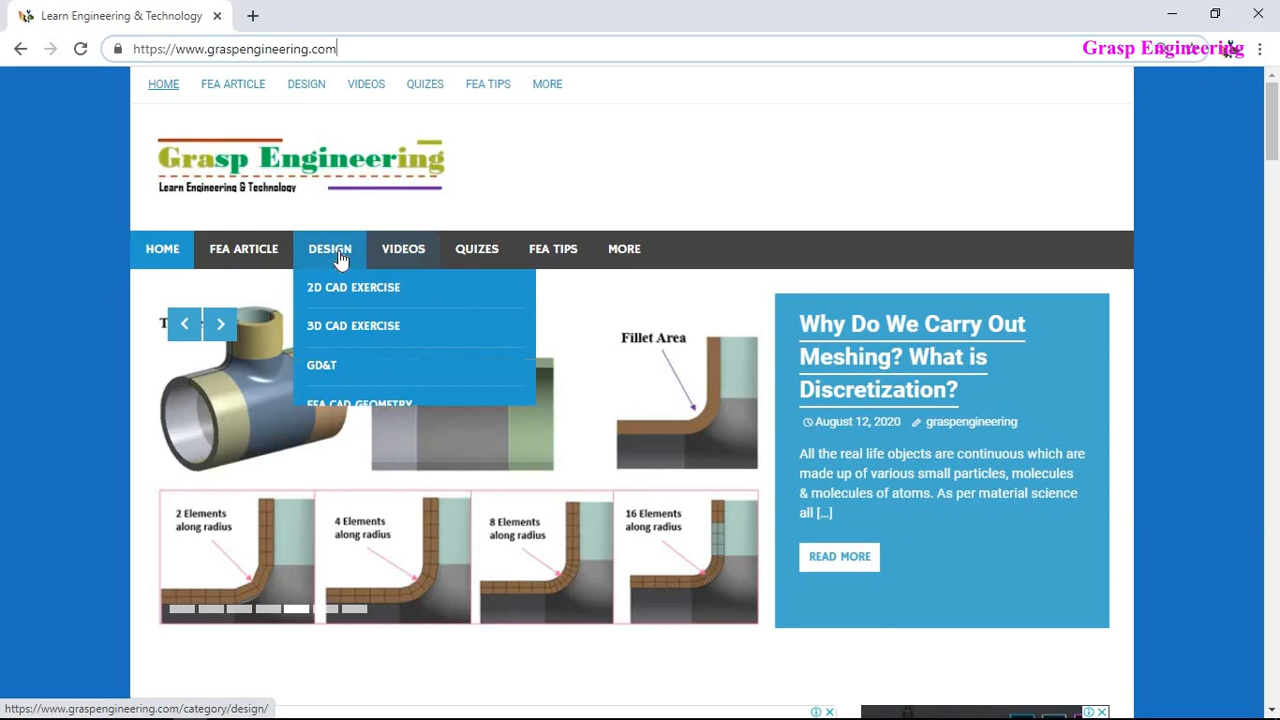 Learn Engineering & Technology
https://www.graspengineering.com
Grasp Engineering
HOME FEA ARTICLE DESIGN VIDEOS QUIZES FEA TIPS MORE
Grasp Engineering
Learn Engineering & Technology
HOME FEA ARTICLE DESIGN VIDEOS QUIZES FEA TIPS MORE
2D CAD EXERCISE
3D CAD EXERCISE
GD&T
FEA CAD GEOMETRY
Fillet Area
2 Elements
along radius
4 Elements
along radius
8 Elements
along radius
16 Elements
along radius
Why Do We Carry Out
Meshing? What is
Discretization?
August 12, 2020 graspengineering
All the real life objects are continuous which are
made up of various small particles, molecules
& molecules of atoms. As per material science
all [...]
READ MORE
https://www.graspengineering.com/category/design/